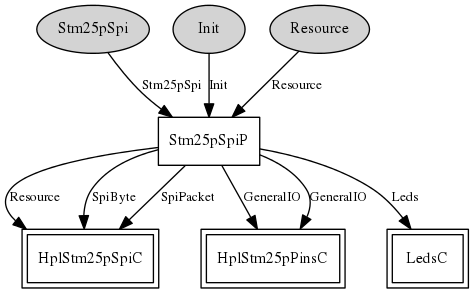 Stm25pSpi
Init
Resource
Stm25pSpi
Init
Resource
Stm25pSpiP
Resource
SpiByte
SpiPacket
GeneralIO
GeneralIO
Leds
HplStm25pSpiC
HplStm25pPinsC
LedsC